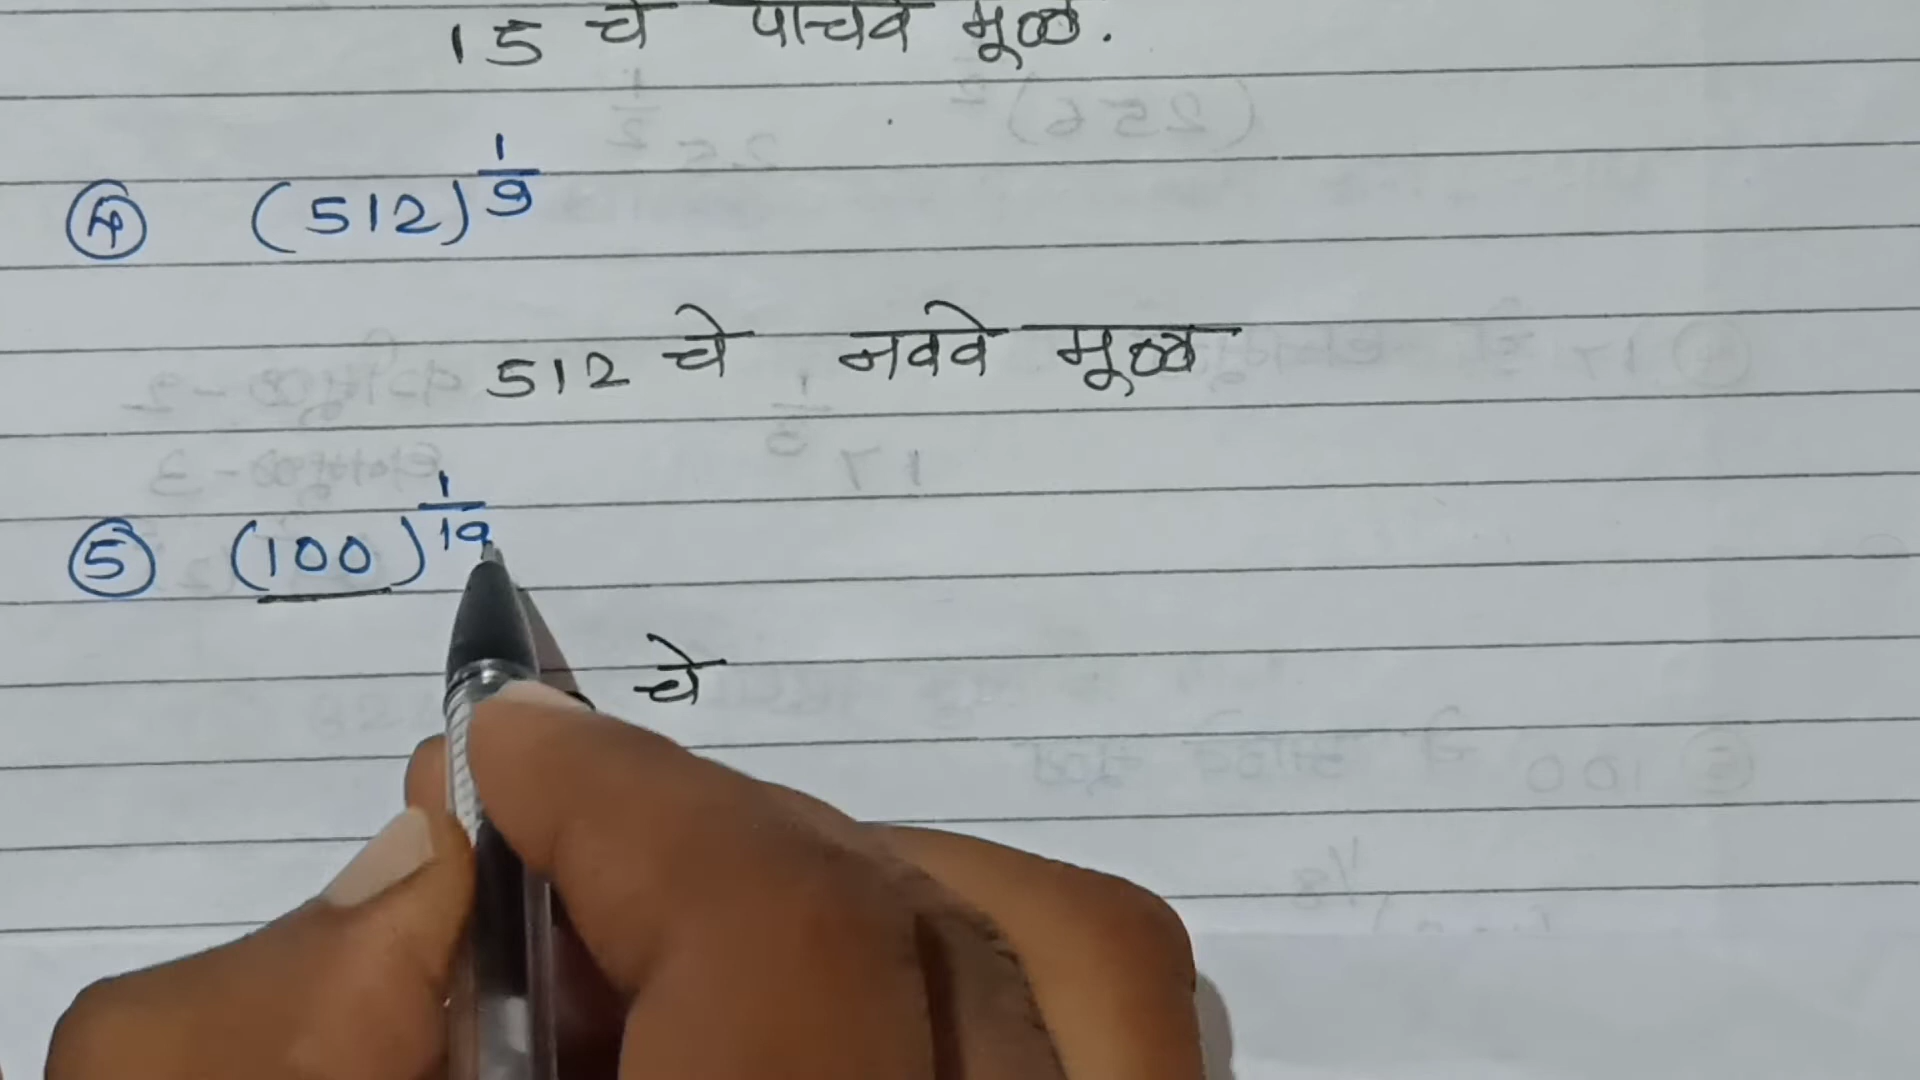 15 चे पाचवे मूळ.
④ (512)^1/9
512 चे नववे मूळ
⑤ (100)^1/19
चे